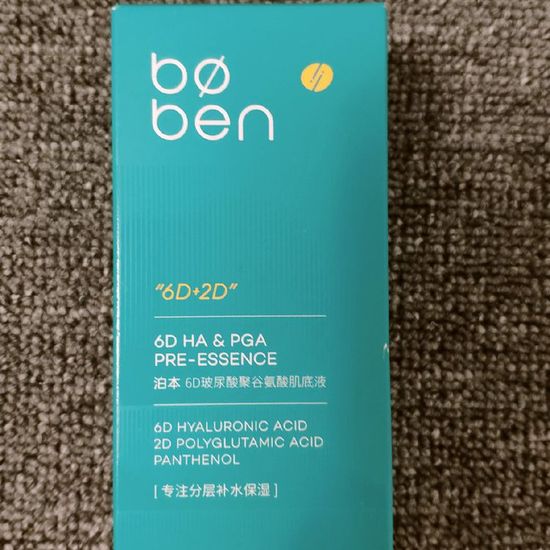 bø
ben
"6D+2D"
6D HA & PGA
PRE-ESSENCE
泊本 6D玻尿酸聚谷氨酸肌底液
6D HYALURONIC ACID
2D POLYGLUTAMIC ACID
PANTHENOL
[ 专注分层补水保湿 ]